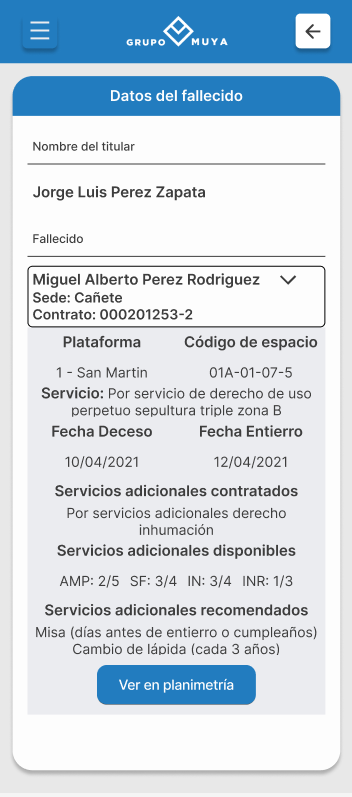 GRUPO MUYA
Datos del fallecido
Nombre del titular
Jorge Luis Perez Zapata
Fallecido
Miguel Alberto Perez Rodriguez
Sede: Cañete
Contrato: 000201253-2
Plataforma Código de espacio
1 - San Martin 01A-01-07-5
Servicio: Por servicio de derecho de uso
perpetuo sepultura triple zona B
Fecha Deceso Fecha Entierro
10/04/2021 12/04/2021
Servicios adicionales contratados
Por servicios adicionales derecho
inhumación
Servicios adicionales disponibles
AMP: 2/5 SF: 3/4 IN: 3/4 INR: 1/3
Servicios adicionales recomendados
Misa (días antes de entierro o cumpleaños)
Cambio de lápida (cada 3 años)
Ver en planimetría